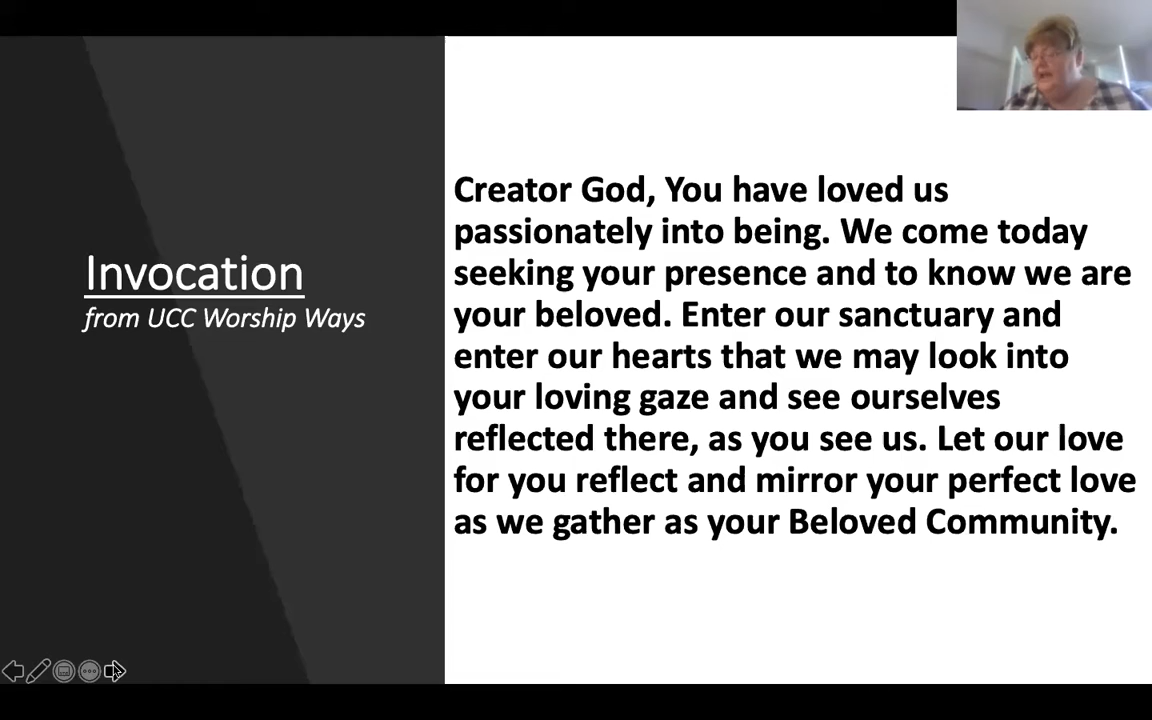 Invocation
from UCC Worship Ways
Creator God, You have loved us
passionately into being. We come today
seeking your presence and to know we are
your beloved. Enter our sanctuary and
enter our hearts that we may look into
your loving gaze and see ourselves
reflected there, as you see us. Let our love
for you reflect and mirror your perfect love
as we gather as your Beloved Community.